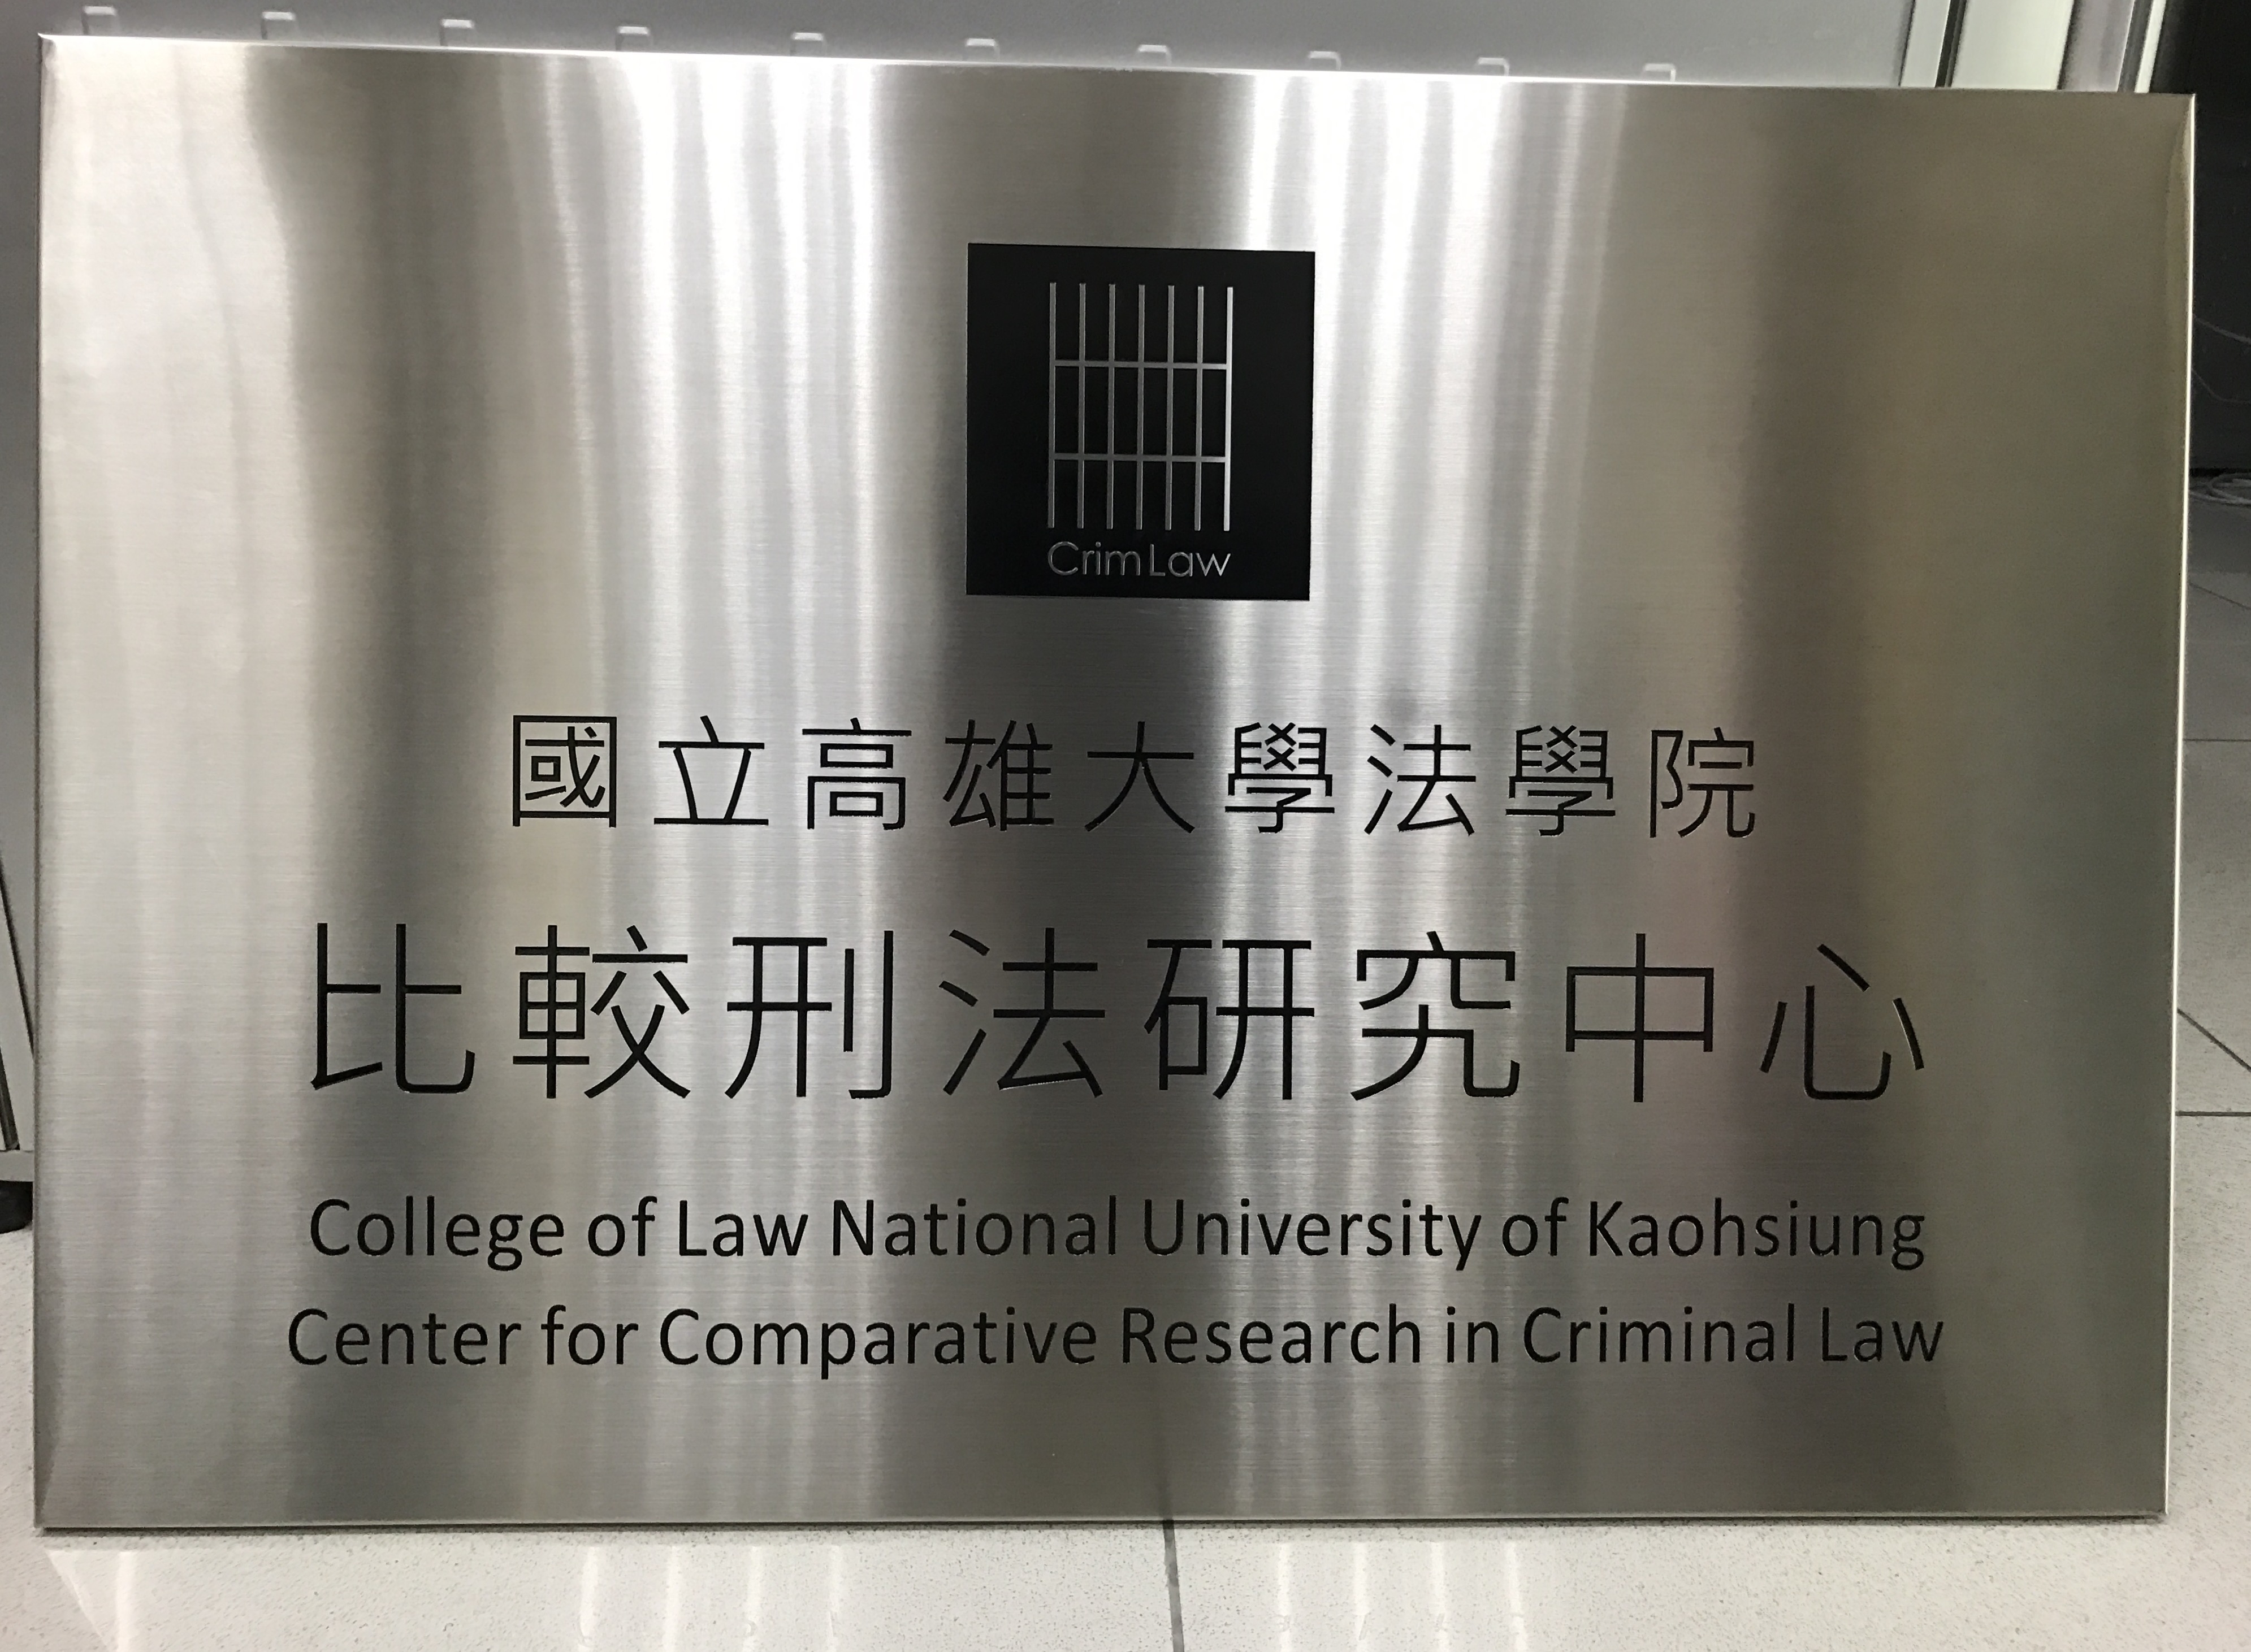 Crim Law
國立高雄大學法學院
比較刑法研究中心
College of Law National University of Kaohsiung
Center for Comparative Research in Criminal Law